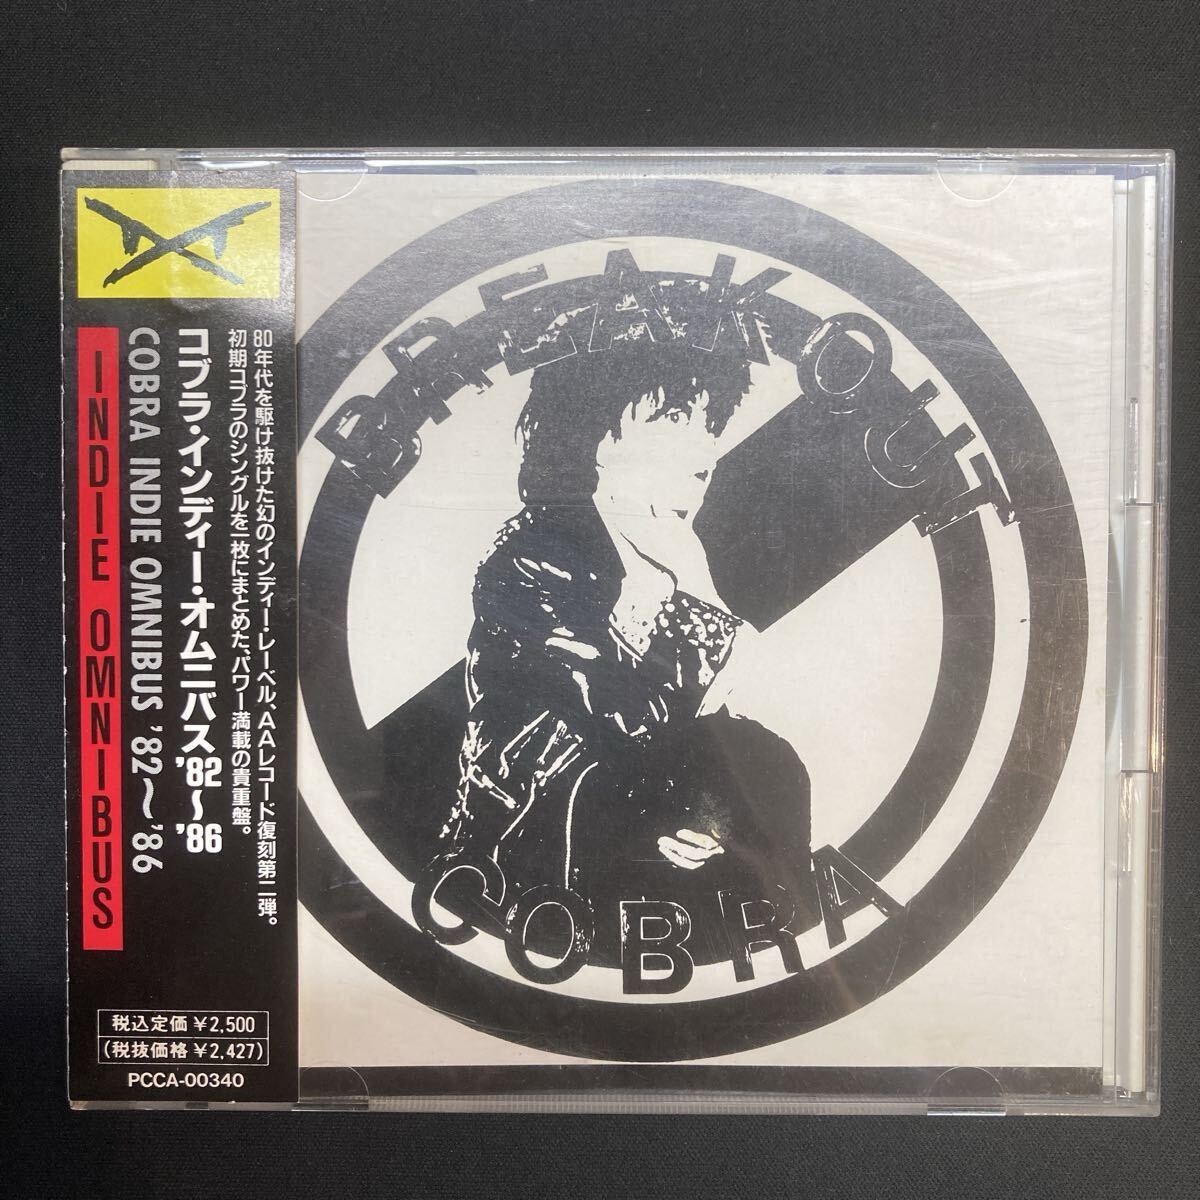 80年代を駆け抜けた幻のインディー・レーベル、AAレコード復刻第二弾。
初期コブラのシングルを一枚にまとめた、パワー満載の貴重盤。
コブラ・インディー・オムニバス'82〜'86
COBRA INDIE OMNIBUS '82〜'86
INDIE OMNIBUS
税込定価¥2,500
(税抜価格¥2,427)
PCCA-00340
BREAK OUT
COBRA